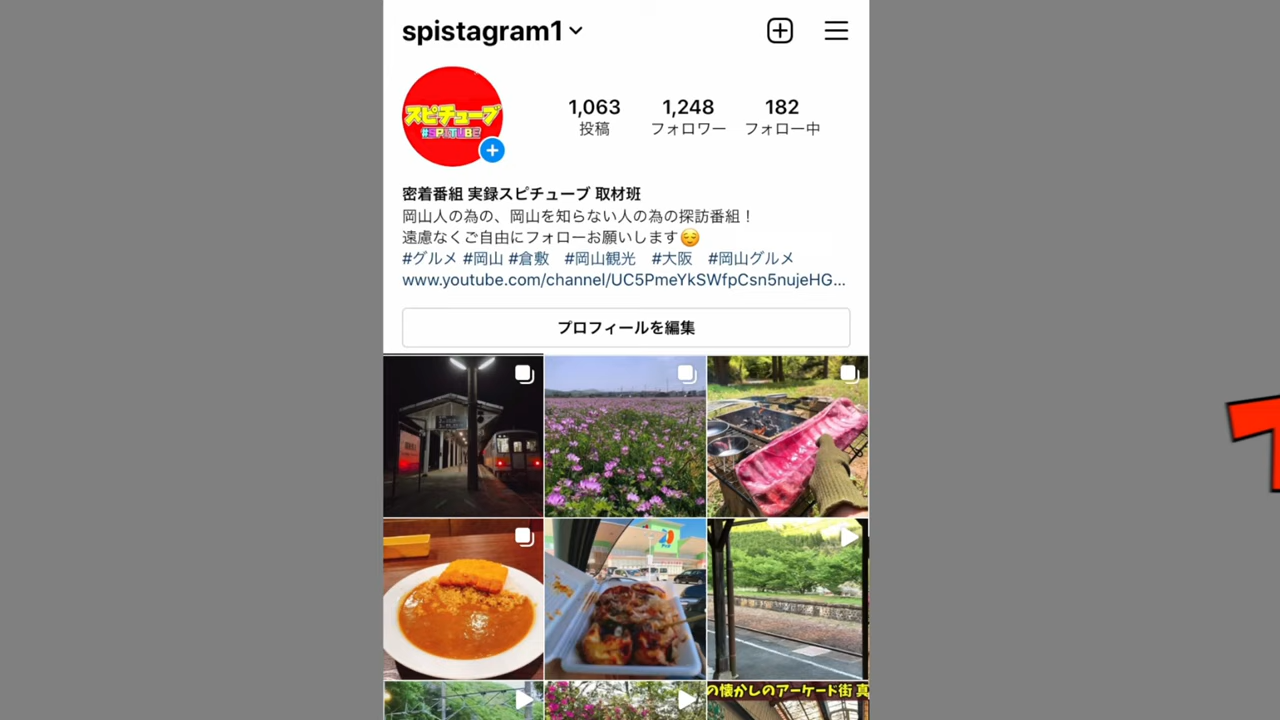 spistagram1
スピチューブ
#SPITUBE
1,063
投稿
1,248
フォロワー
182
フォロー中
密着番組 実録スピチューブ 取材班
岡山人の為の、岡山を知らない人の為の探訪番組！
遠慮なくご自由にフォローお願いします😌
#グルメ #岡山 #倉敷　#岡山観光　#大阪　#岡山グルメ
www.youtube.com/channel/UC5PmeYkSWfpCsn5nujeHG...
プロフィールを編集
の懐かしのアーケード街 真